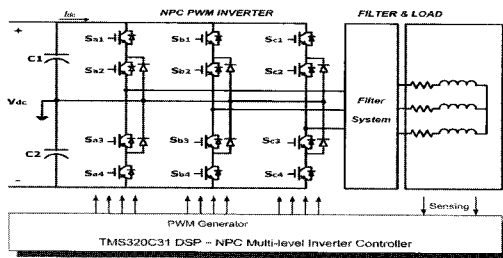 Idc NPC PWM INVERTER FILTER & LOAD
+
C1
Vdc
C2
−
Sa1 Sb1 Sc1
Sa2 Sb2 Sc2
Sa3 Sb3 Sc3
Sa4 Sb4 Sc4
Filter
System
PWM Generator
Sensing
TMS320C31 DSP – NPC Multi-level Inverter Controller